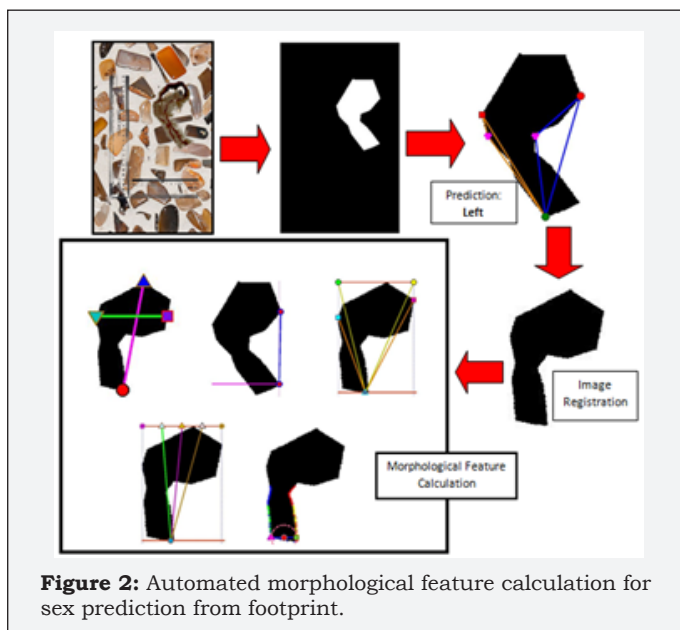 Prediction:
Left
Image
Registration
Morphological Feature
Calculation
Figure 2: Automated morphological feature calculation for
sex prediction from footprint.